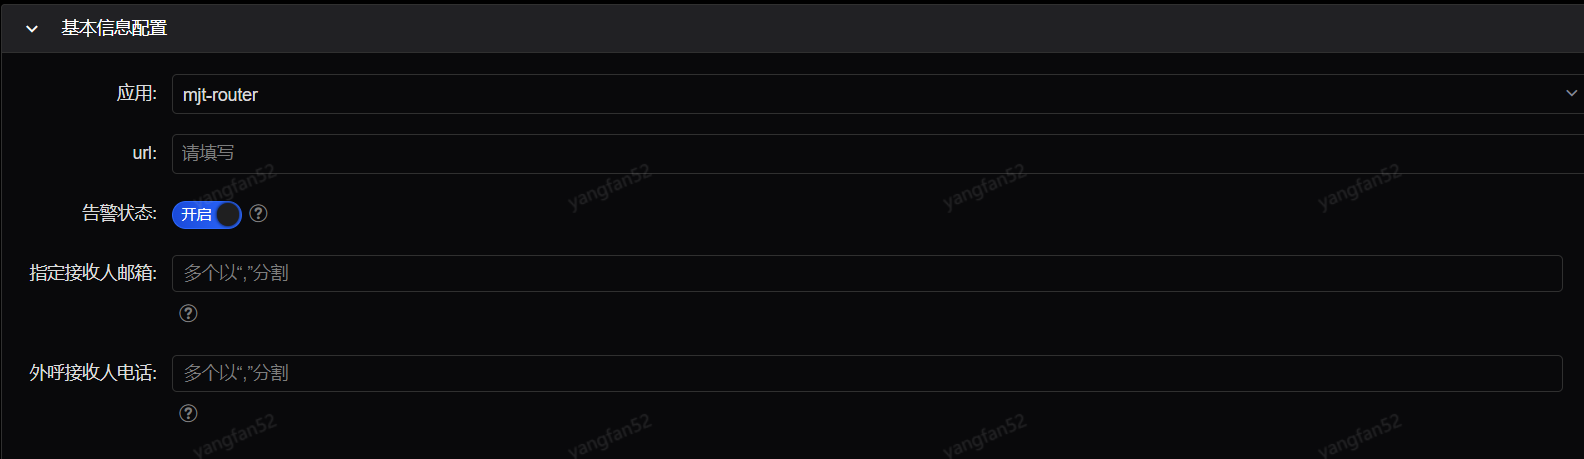 基本信息配置
应用:
mjt-router
url:
请填写
yangfan52
yangfan52
yangfan52
yangfan52
告警状态:
开启
?
指定接收人邮箱:
多个以“,”分割
?
外呼接收人电话:
多个以“,”分割
?
yangfan52
yangfan52
yangfan52
yangfan52